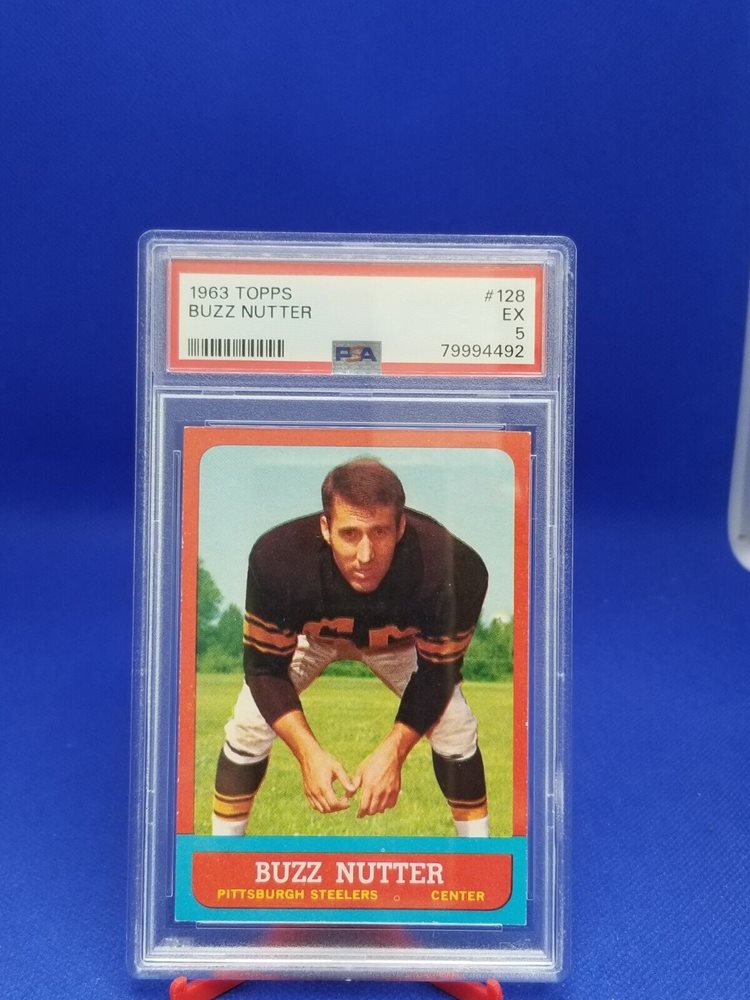 1963 TOPPS #128
BUZZ NUTTER EX
5
PSA 79994492
BUZZ NUTTER
PITTSBURGH STEELERS CENTER